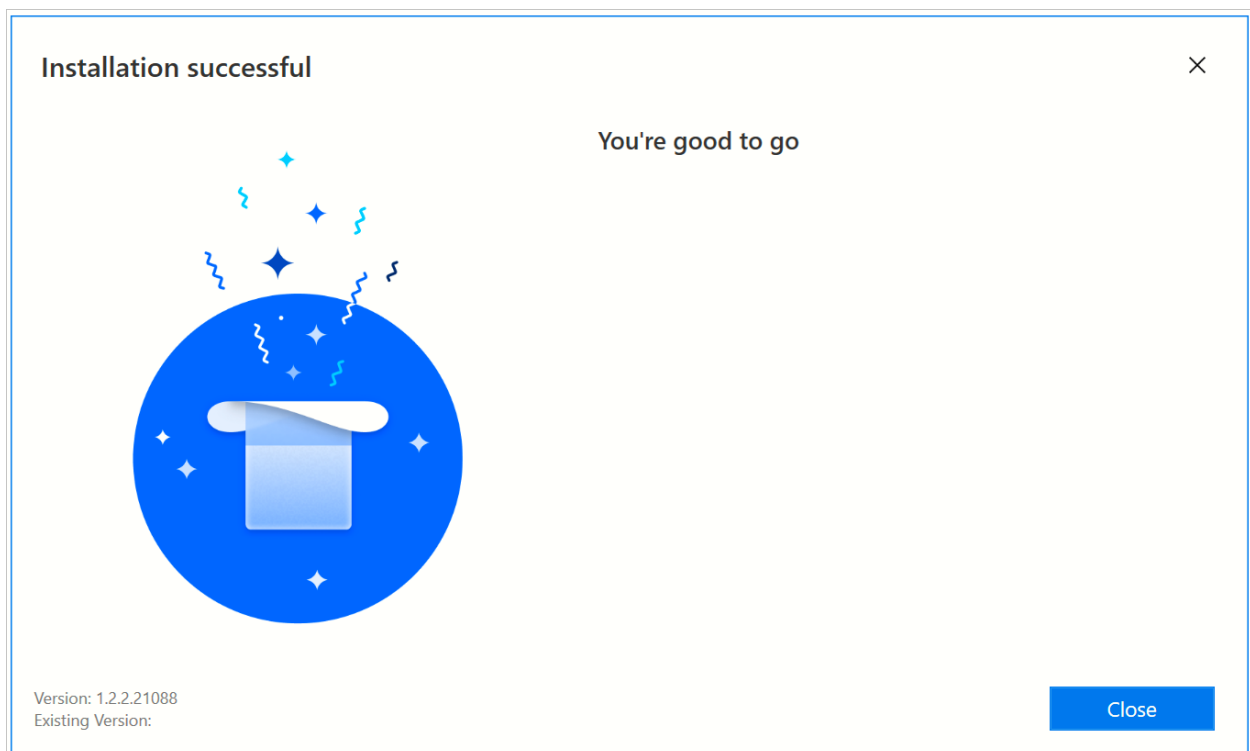 Installation successful
You're good to go
Version: 1.2.2.21088
Existing Version:
Close